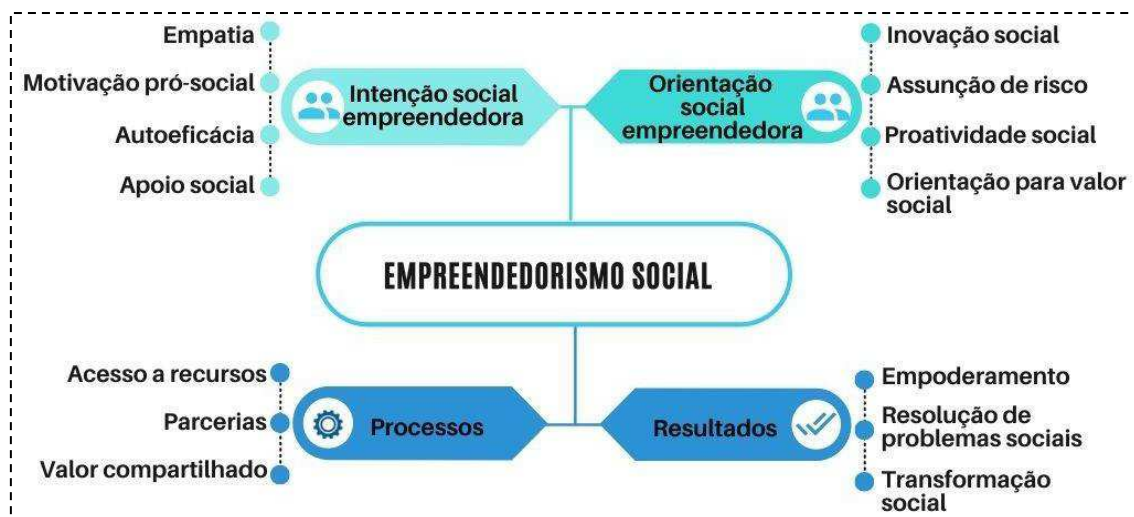 Empatia
Motivação pró-social
Autoeficácia
Apoio social
Intenção social
empreendedora
Orientação
social
empreendedora
Inovação social
Assunção de risco
Proatividade social
Orientação para valor
social
EMPREENDEDORISMO SOCIAL
Acesso a recursos
Parcerias
Valor compartilhado
Processos
Resultados
Empoderamento
Resolução de
problemas sociais
Transformação
social